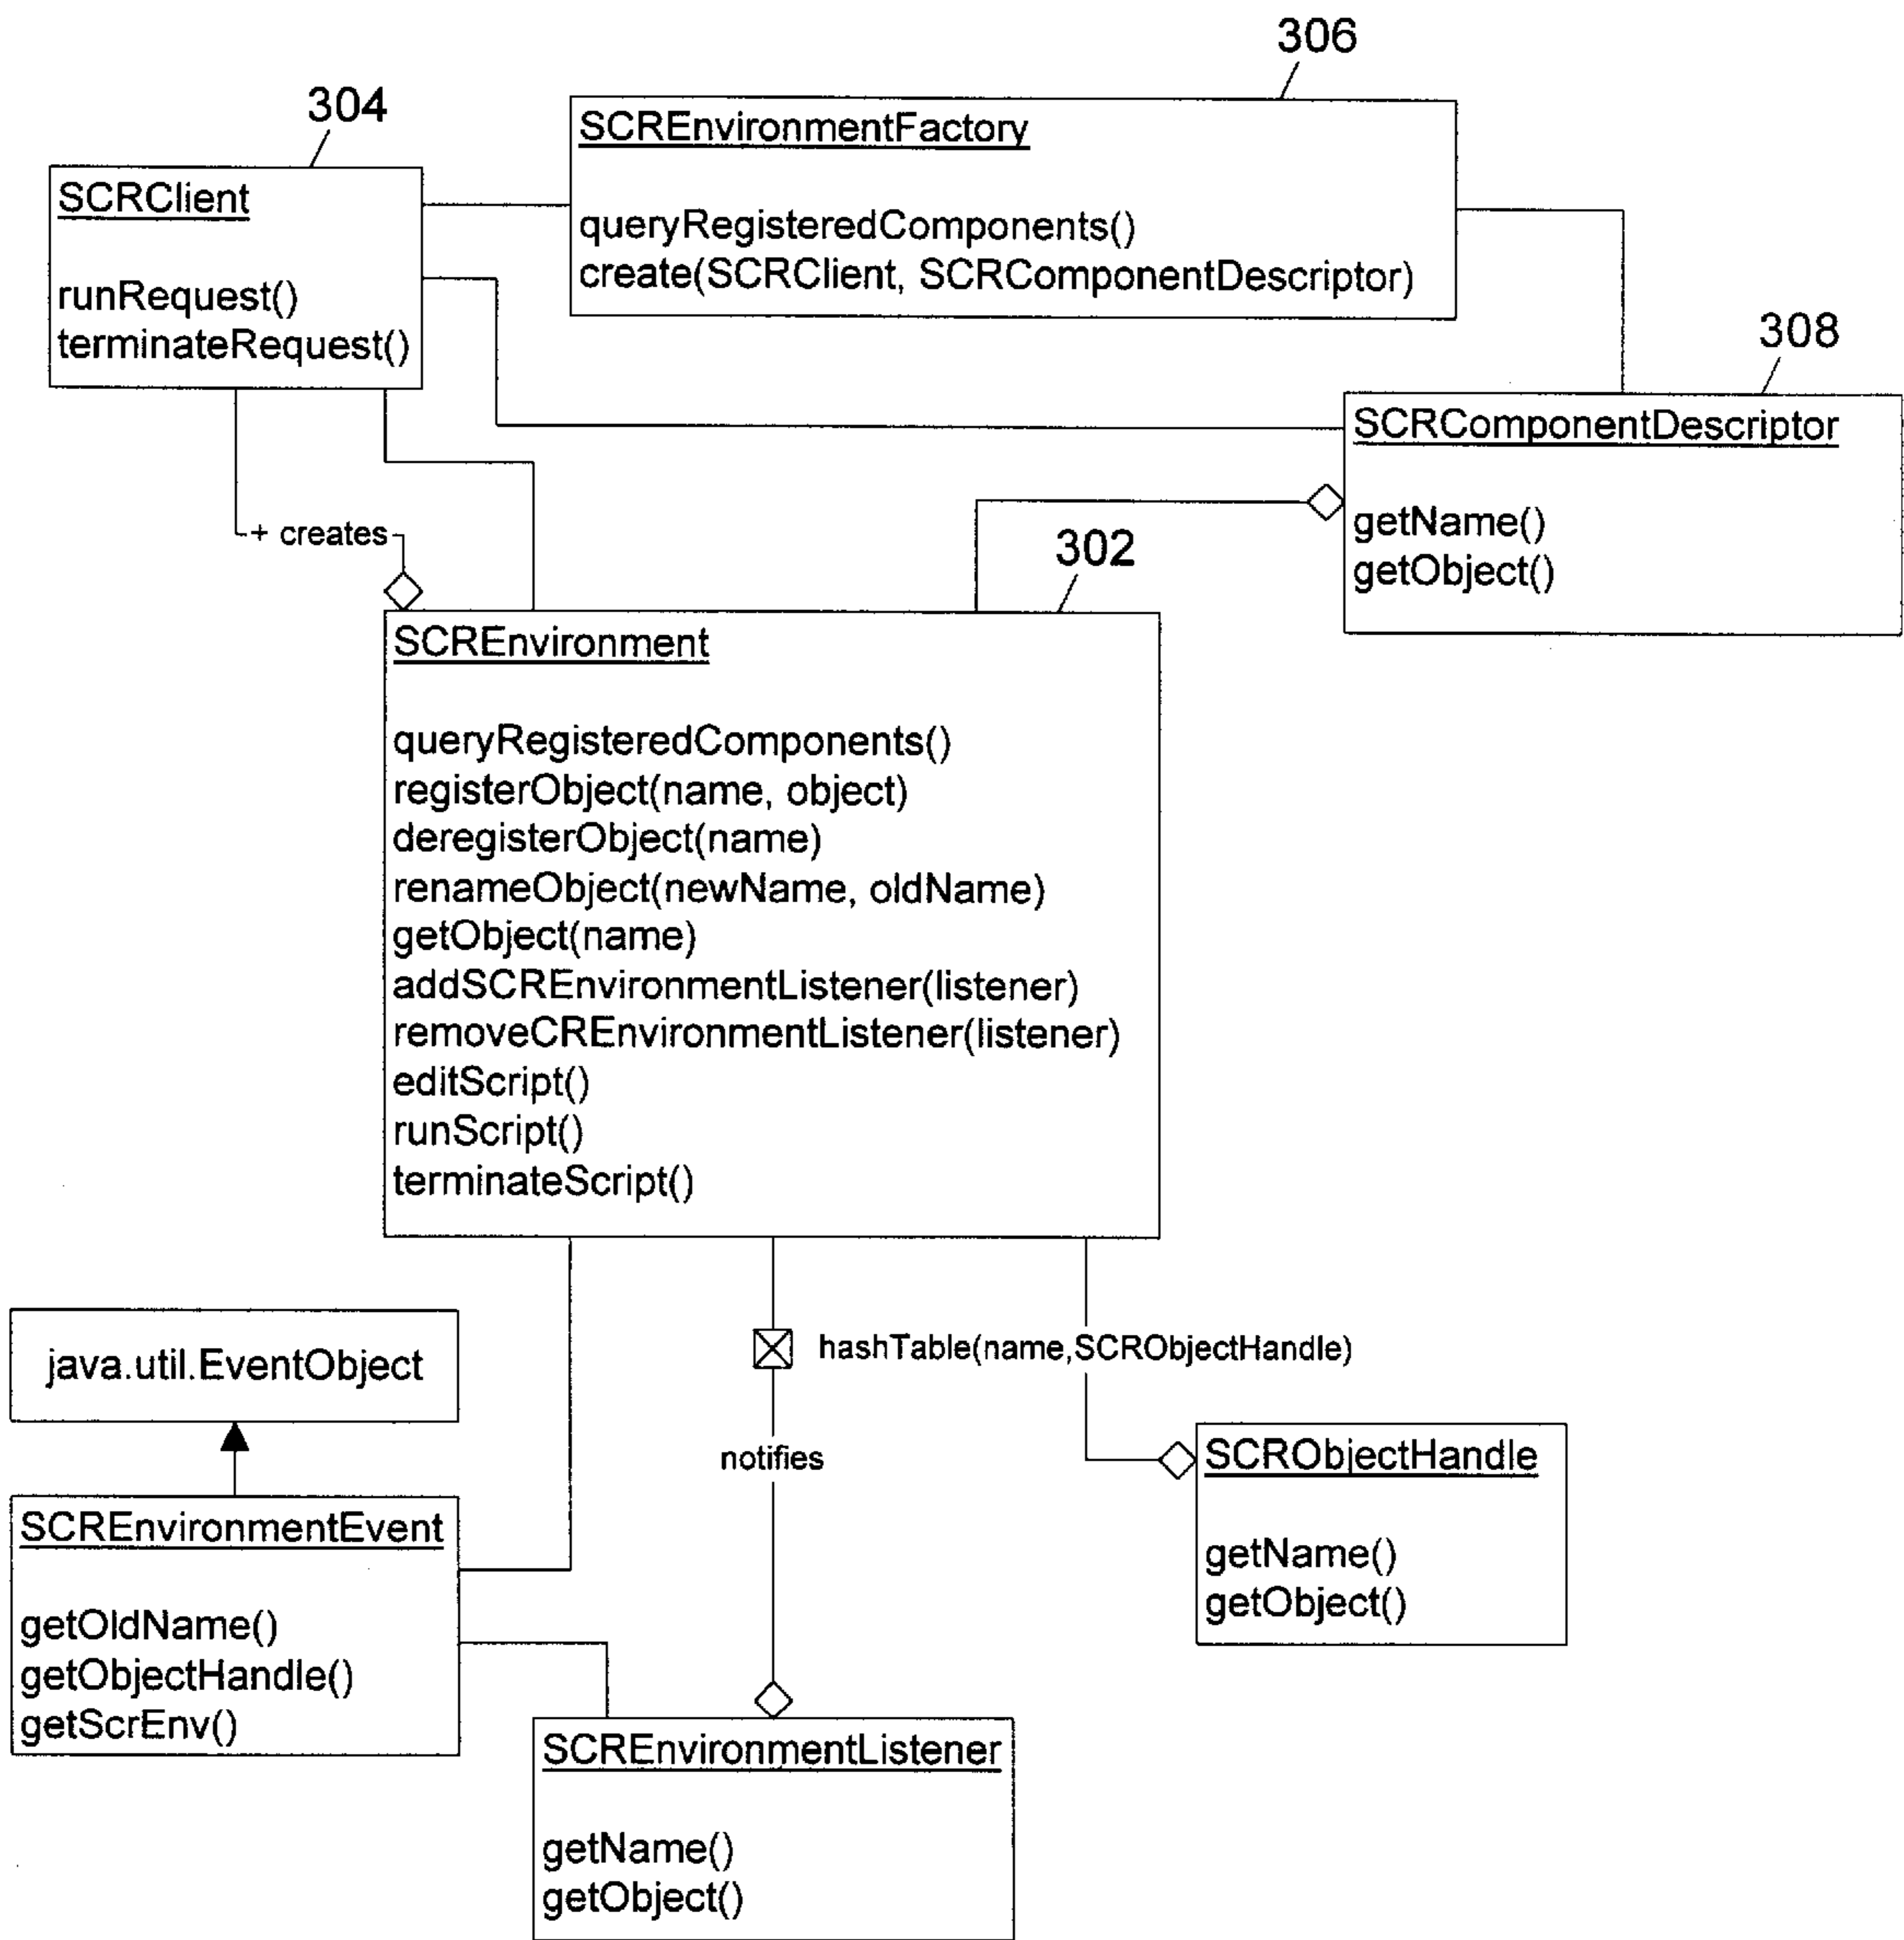 306
304
SCREnvironmentFactory
queryRegisteredComponents()
create(SCRClient, SCRComponentDescriptor)
SCRClient
runRequest()
terminateRequest()
308
SCRComponentDescriptor
getName()
getObject()
+ creates
302
SCREnvironment
queryRegisteredComponents()
registerObject(name, object)
deregisterObject(name)
renameObject(newName, oldName)
getObject(name)
addSCREnvironmentListener(listener)
removeCREnvironmentListener(listener)
editScript()
runScript()
terminateScript()
java.util.EventObject
hashTable(name,SCRObjectHandle)
notifies
SCRObjectHandle
getName()
getObject()
SCREnvironmentEvent
getOldName()
getObjectHandle()
getScrEnv()
SCREnvironmentListener
getName()
getObject()